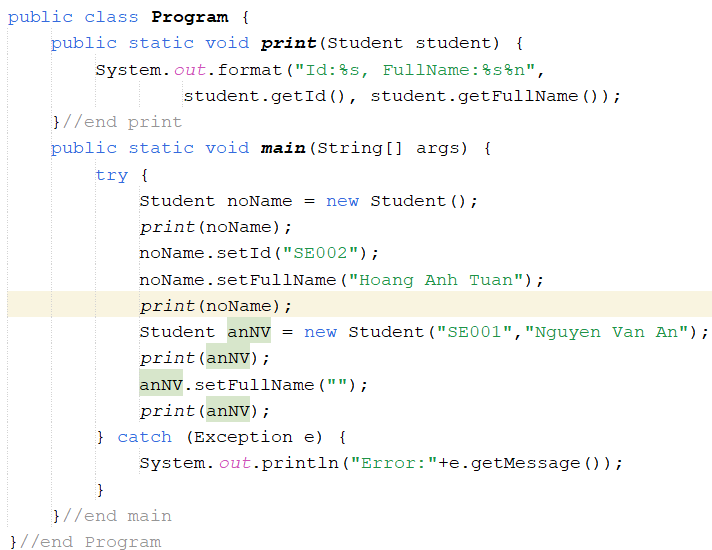 public class Program {
    public static void print(Student student) {
        System.out.format("Id:%s, FullName:%s%n",
                student.getId(), student.getFullName());
    }//end print
    public static void main(String[] args) {
        try {
            Student noName = new Student();
            print(noName);
            noName.setId("SE002");
            noName.setFullName("Hoang Anh Tuan");
            print(noName);
            Student anNV = new Student("SE001","Nguyen Van An");
            print(anNV);
            anNV.setFullName("");
            print(anNV);
        } catch (Exception e) {
            System.out.println("Error:"+e.getMessage());
        }
    }//end main
}//end Program